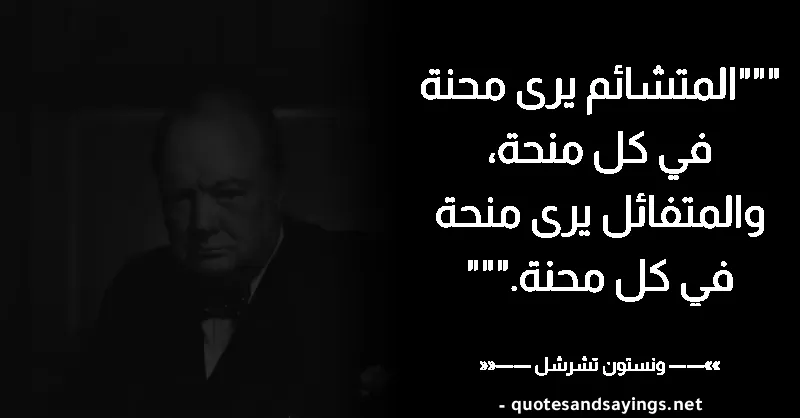 """المتشائم يرى محنة
في كل منحة،
والمتفائل يرى منحة
في كل محنة."""
»——— ونستون تشرشل ———«
- quotesandsayings.net